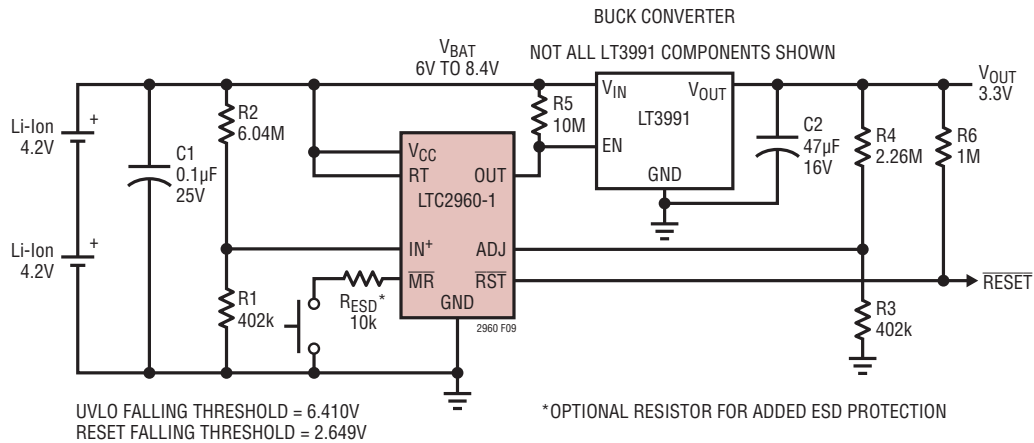 BUCK CONVERTER
NOT ALL LT3991 COMPONENTS SHOWN
VBAT
6V TO 8.4V
VOUT
3.3V
Li-Ion
4.2V
+
Li-Ion
4.2V
+
C1
0.1µF
25V
R2
6.04M
R1
402k
RESD*
10k
VCC
RT
OUT
LTC2960-1
IN+
ADJ
MR
RST
GND
2960 F09
R5
10M
VIN
VOUT
LT3991
EN
GND
C2
47µF
16V
R4
2.26M
R6
1M
RESET
R3
402k
UVLO FALLING THRESHOLD = 6.410V
RESET FALLING THRESHOLD = 2.649V
*OPTIONAL RESISTOR FOR ADDED ESD PROTECTION